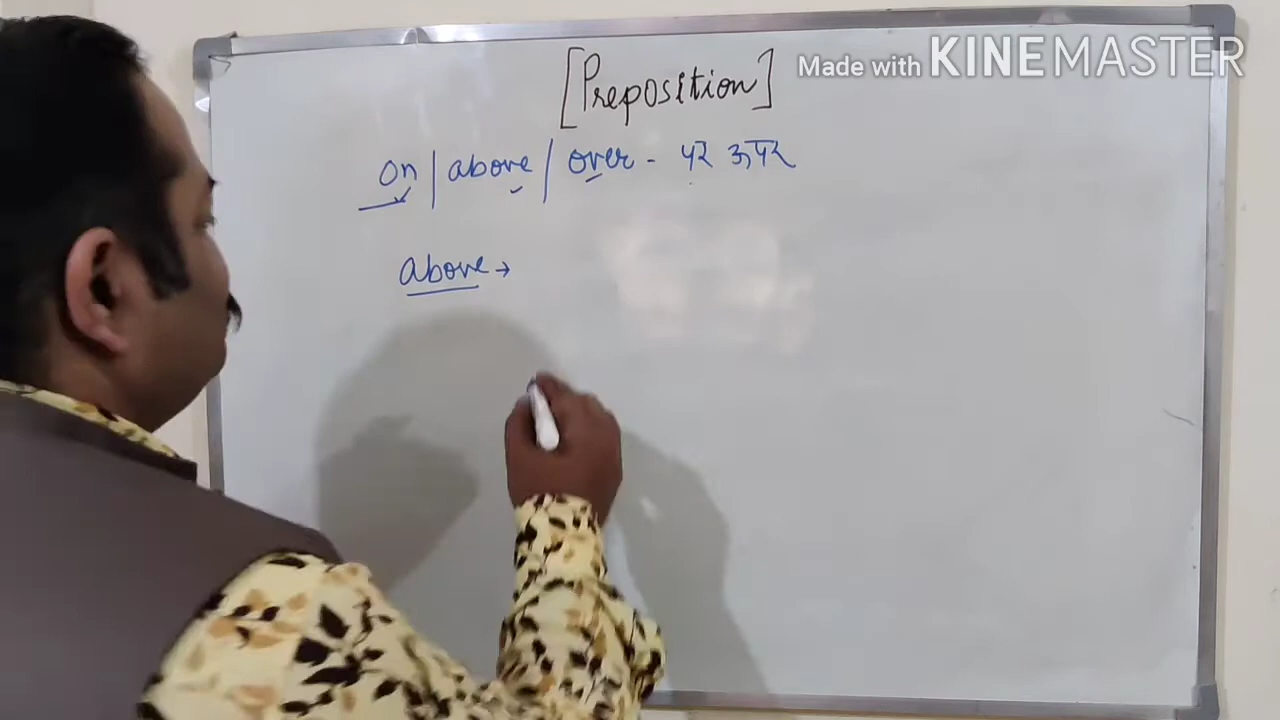 [Preposition]
Made with KINEMASTER
On | above | over - पर ऊपर
above →